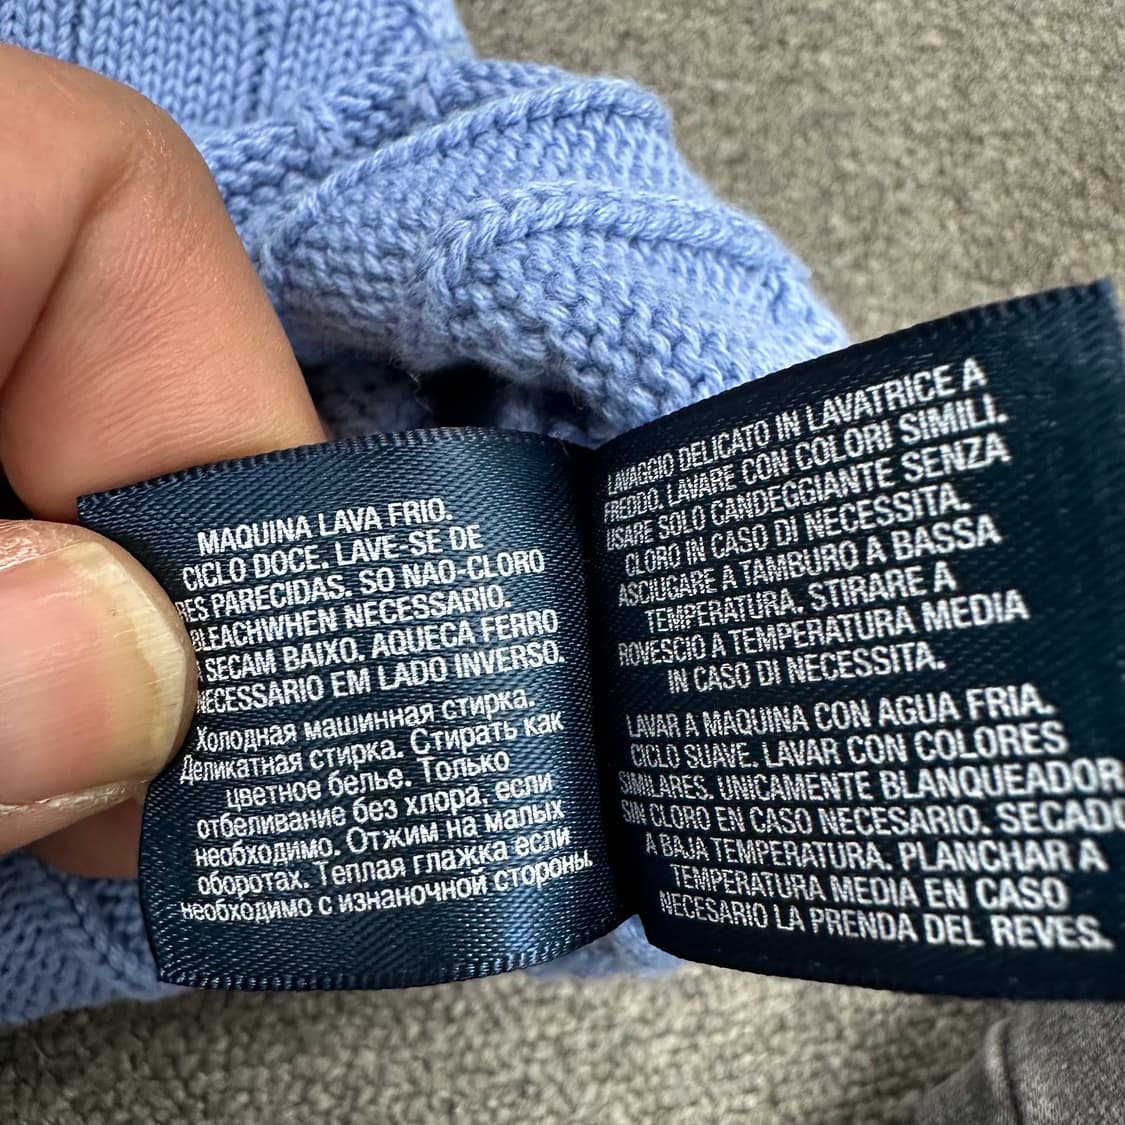 MAQUINA LAVA FRIO.
CICLO DOCE. LAVE-SE DE
RES PARECIDAS. SO NAO-CLORO
BLEACHWHEN NECESSARIO.
SECAM BAIXO. AQUECA FERRO
NECESSARIO EM LADO INVERSO.
Холодная машинная стирка.
Деликатная стирка. Стирать как
цветное белье. Только
отбеливание без хлора, если
необходимо. Отжим на малых
оборотах. Теплая глажка если
необходимо с изнаночной стороны.
LAVAGGIO DELICATO IN LAVATRICE A
FREDDO. LAVARE CON COLORI SIMILI.
USARE SOLO CANDEGGIANTE SENZA
CLORO IN CASO DI NECESSITA.
ASCIUGARE A TAMBURO A BASSA
TEMPERATURA. STIRARE A
ROVESCIO A TEMPERATURA MEDIA
IN CASO DI NECESSITA.
LAVAR A MAQUINA CON AGUA FRIA.
CICLO SUAVE. LAVAR CON COLORES
SIMILARES. UNICAMENTE BLANQUEADOR
SIN CLORO EN CASO NECESARIO. SECADO
A BAJA TEMPERATURA. PLANCHAR A
TEMPERATURA MEDIA EN CASO
NECESARIO LA PRENDA DEL REVES.